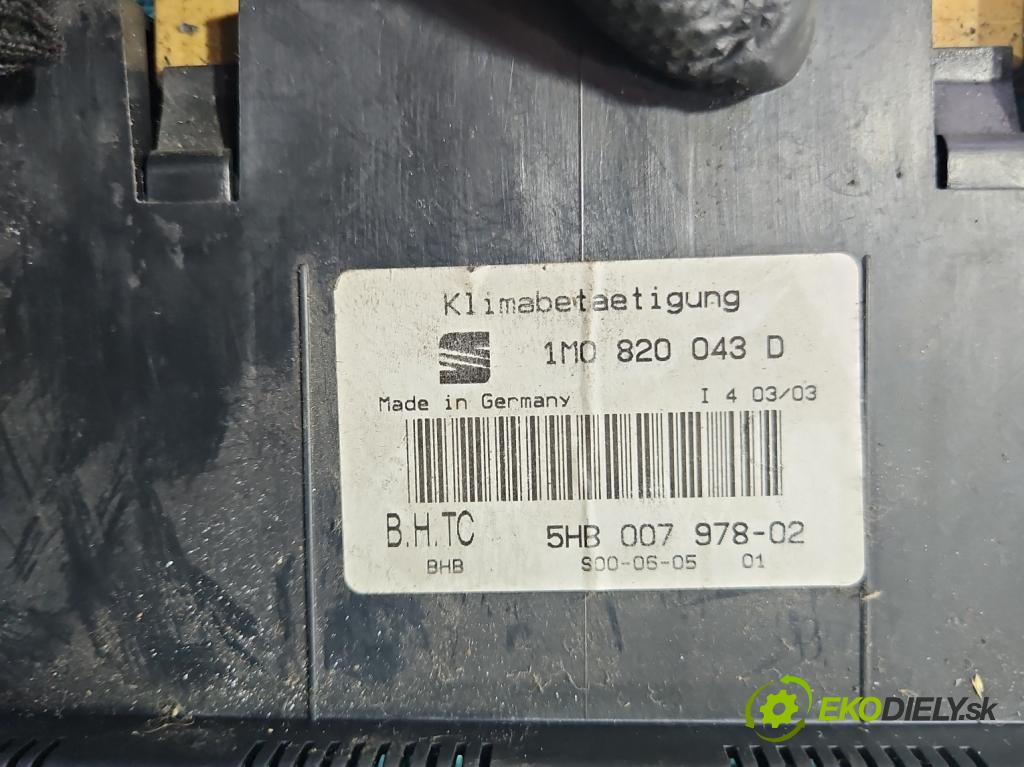 Klimabetaetigung
1M0 820 043 D
Made in Germany I 4 03/03
B.H.TC 5HB 007 978-02
BHB S00-06-05 01
EKODIELY.sk